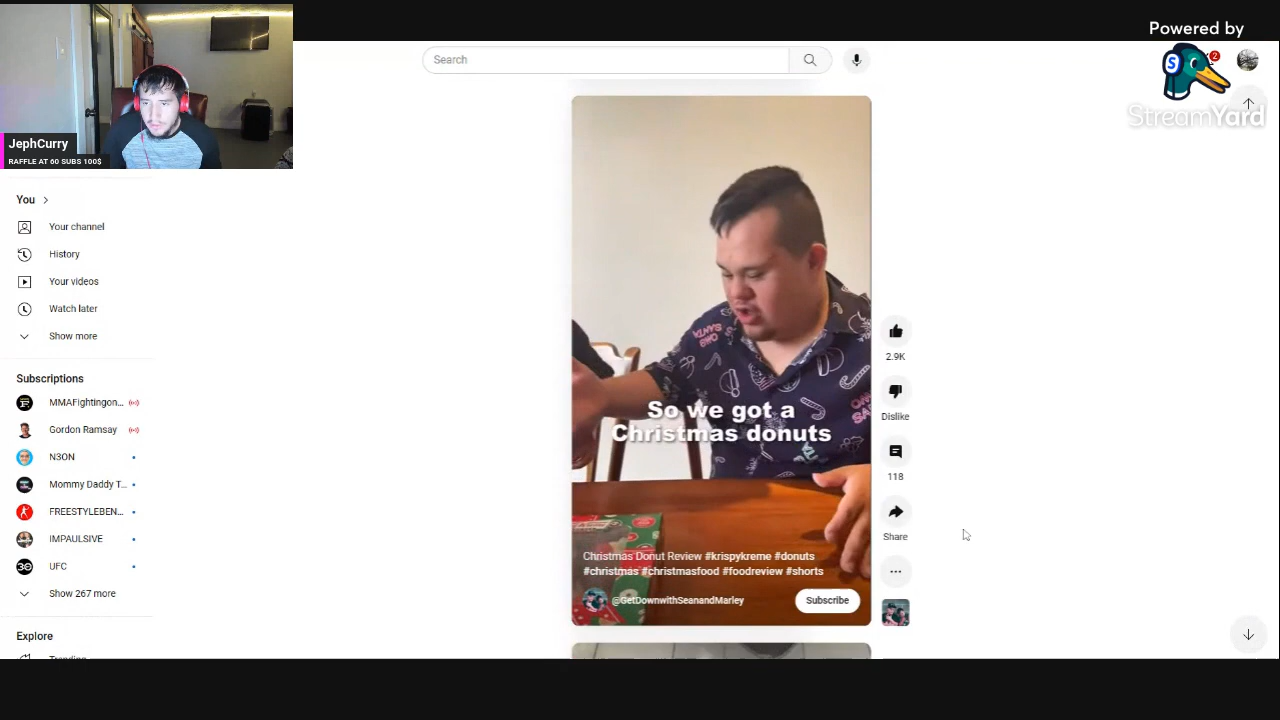 Powered by
StreamYard
2
JephCurry
RAFFLE AT 60 SUBS 100$
Search
You
Your channel
History
Your videos
Watch later
Show more
Subscriptions
MMAFightingon...
Gordon Ramsay
N3ON
Mommy Daddy T...
FREESTYLEBEN...
IMPAULSIVE
UFC
Show 267 more
Explore
So we got a
Christmas donuts
Christmas Donut Review #krispykreme #donuts
#christmas #christmasfood #foodreview #shorts
@GetDownwithSeanandMarley
Subscribe
2.9K
Dislike
118
Share